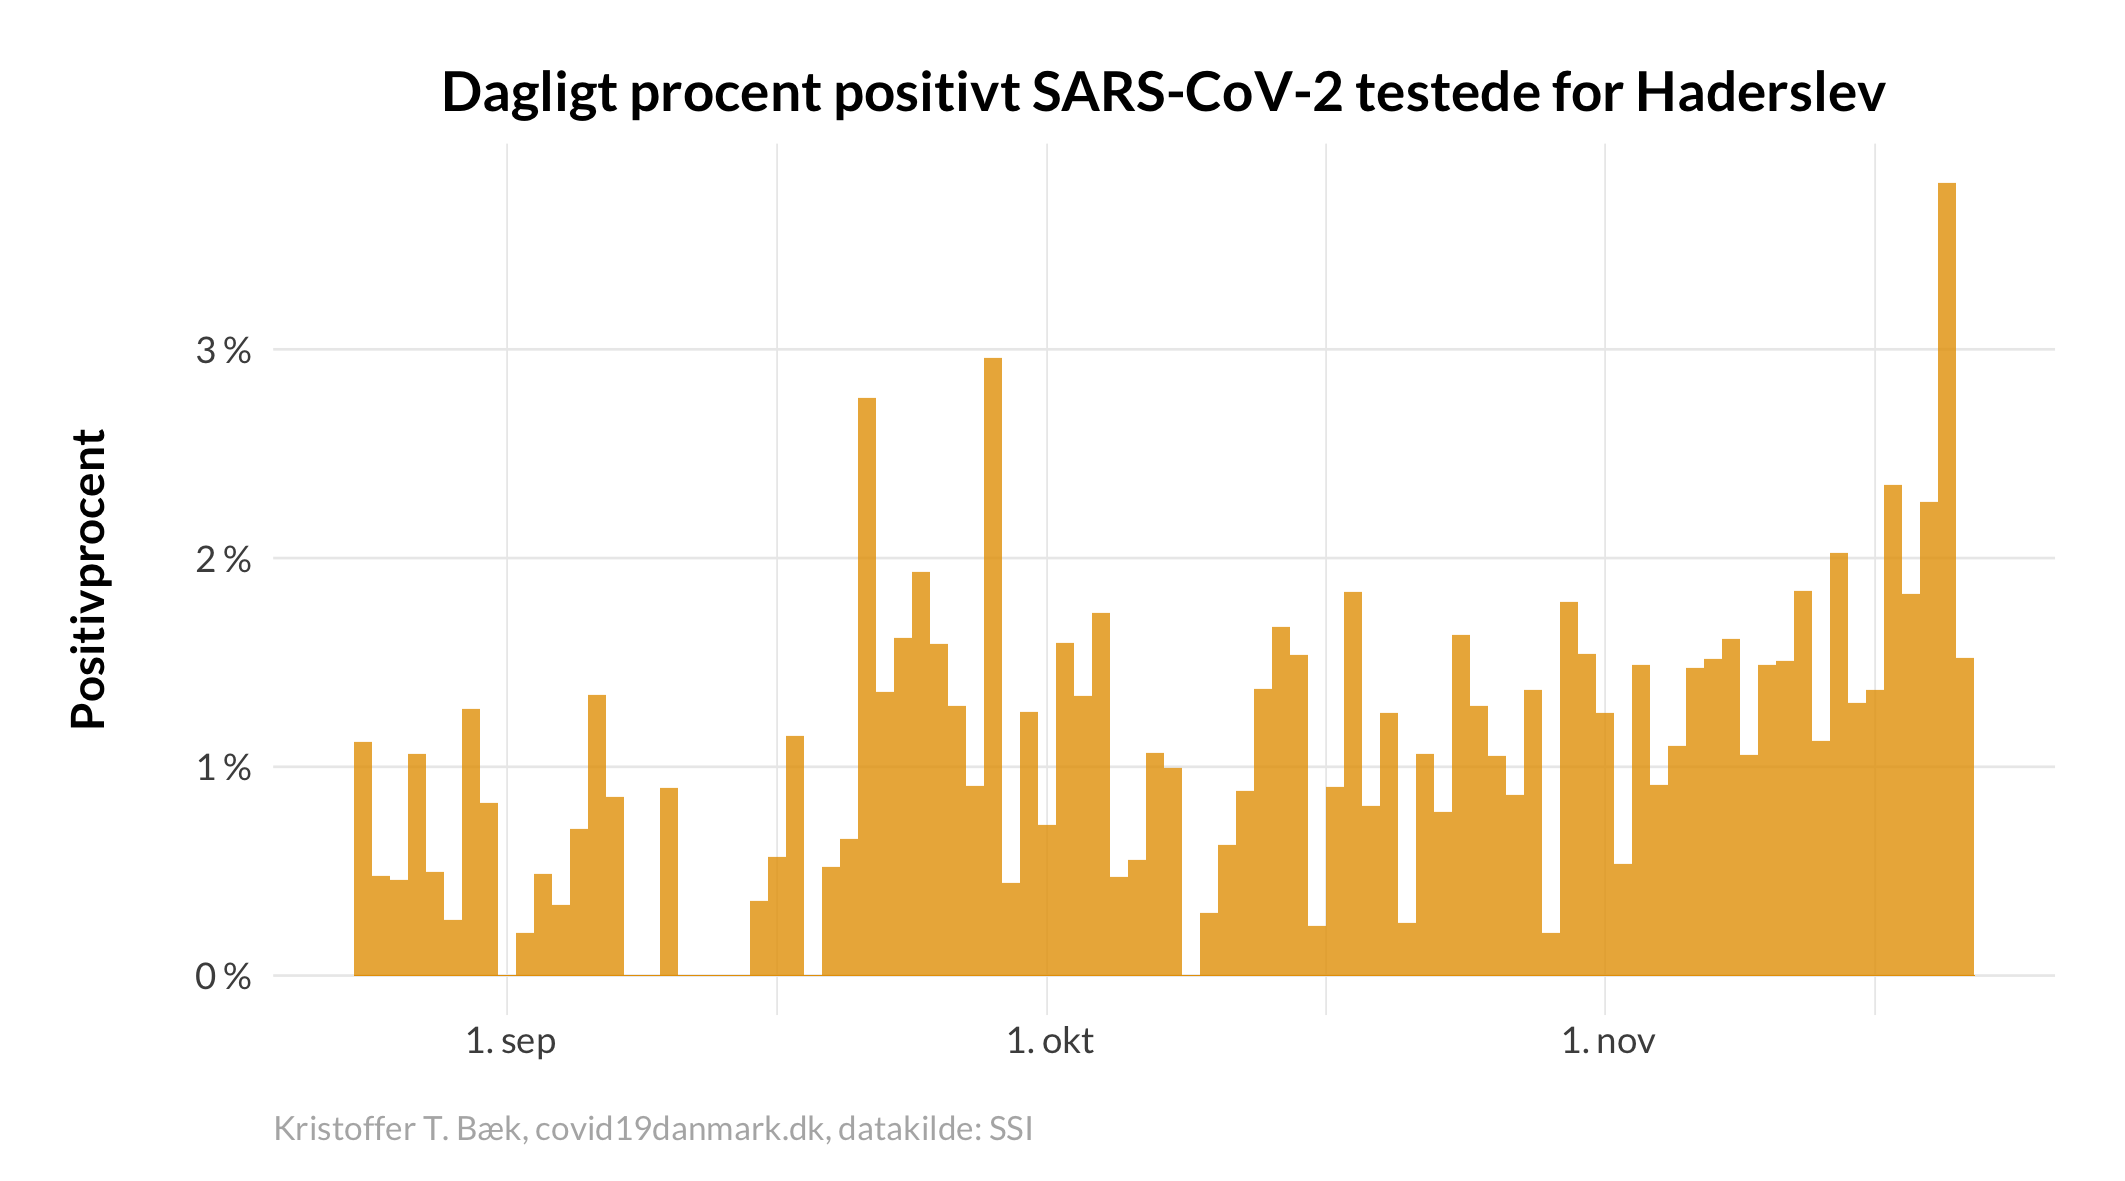 Dagligt procent positivt SARS-CoV-2 testede for Haderslev
Positivprocent
3 %
2 %
1 %
0 %
1. sep
1. okt
1. nov
Kristoffer T. Bæk, covid19danmark.dk, datakilde: SSI